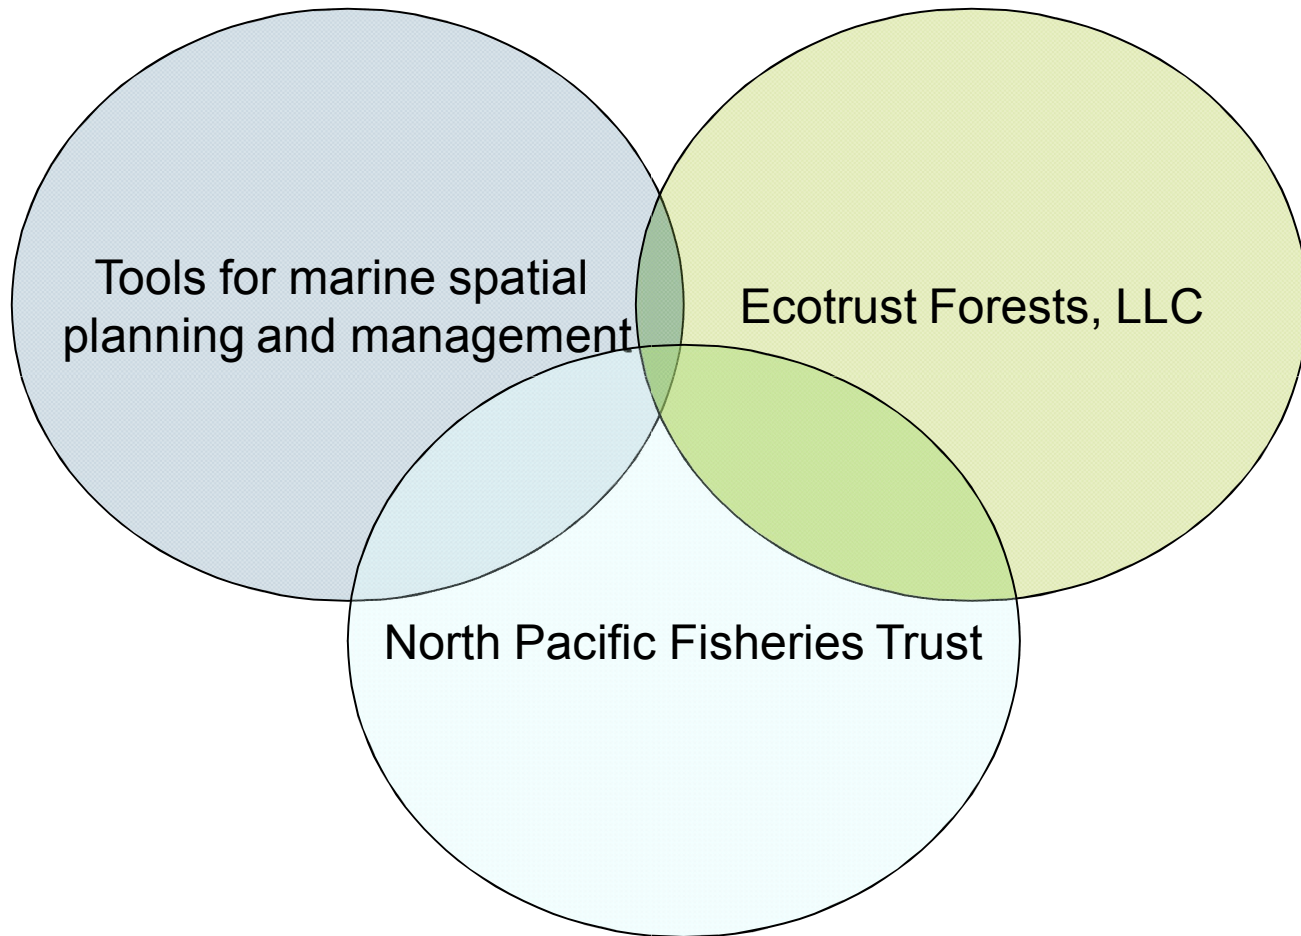 Tools for marine spatial
planning and management
Ecotrust Forests, LLC
North Pacific Fisheries Trust